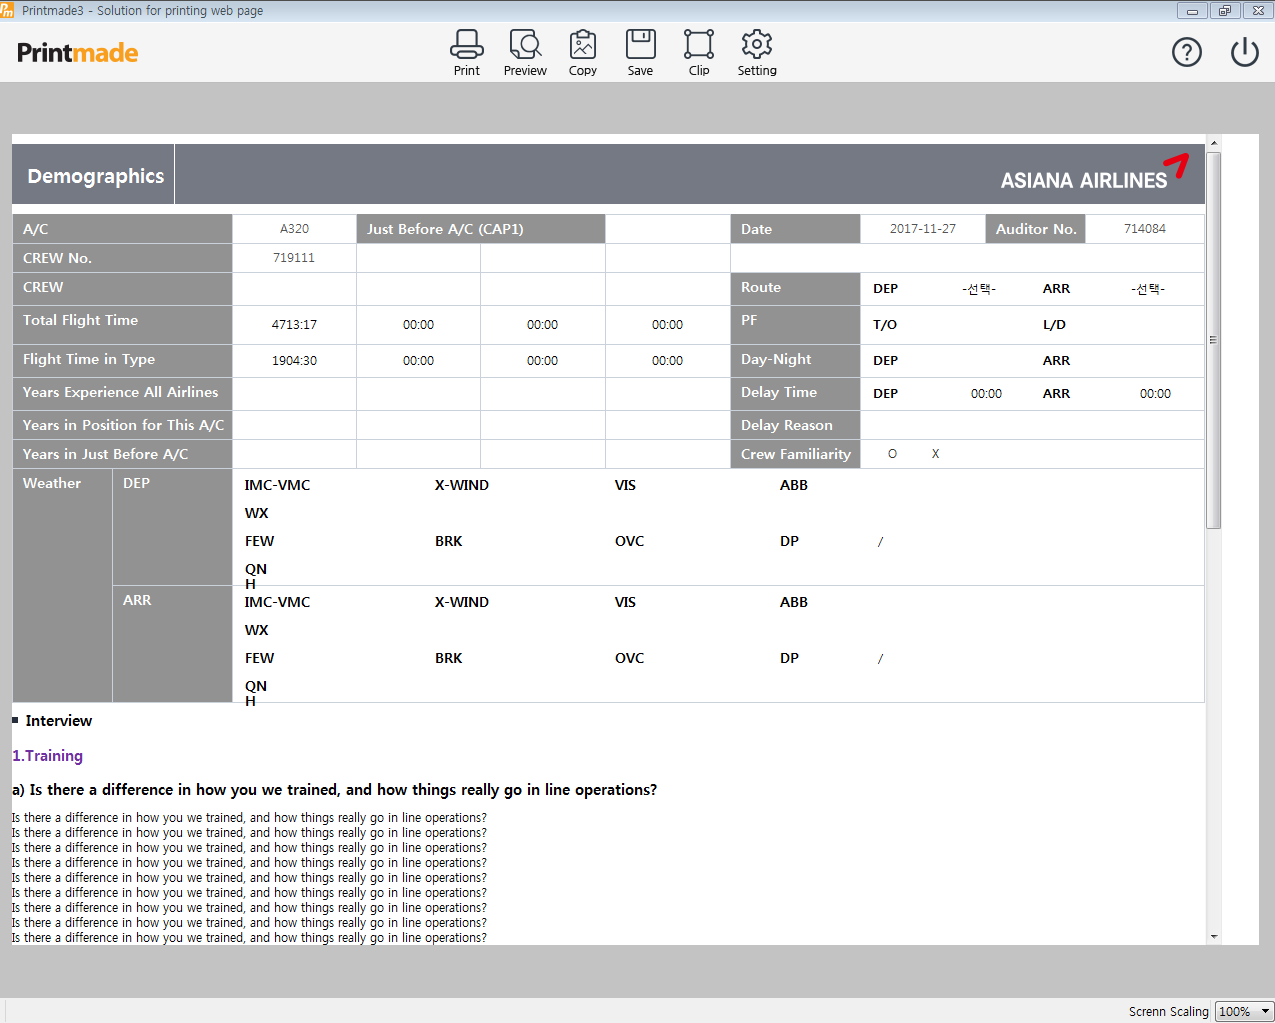 Printmade3 - Solution for printing web page
Printmade
Print Preview Copy Save Clip Setting
Demographics
ASIANA AIRLINES
A/C A320 Just Before A/C (CAP1) Date 2017-11-27 Auditor No. 714084
CREW No. 719111
CREW Route DEP -선택- ARR -선택-
Total Flight Time 4713:17 00:00 00:00 00:00 PF T/O L/D
Flight Time in Type 1904:30 00:00 00:00 00:00 Day-Night DEP ARR
Years Experience All Airlines Delay Time DEP 00:00 ARR 00:00
Years in Position for This A/C Delay Reason
Years in Just Before A/C Crew Familiarity O X
Weather DEP IMC-VMC X-WIND VIS ABB
WX
FEW BRK OVC DP /
QN
H
ARR IMC-VMC X-WIND VIS ABB
WX
FEW BRK OVC DP /
QN
H
Interview
1.Training
a) Is there a difference in how you we trained, and how things really go in line operations?
Is there a difference in how you we trained, and how things really go in line operations?
Is there a difference in how you we trained, and how things really go in line operations?
Is there a difference in how you we trained, and how things really go in line operations?
Is there a difference in how you we trained, and how things really go in line operations?
Is there a difference in how you we trained, and how things really go in line operations?
Is there a difference in how you we trained, and how things really go in line operations?
Is there a difference in how you we trained, and how things really go in line operations?
Is there a difference in how you we trained, and how things really go in line operations?
Is there a difference in how you we trained, and how things really go in line operations?
Screnn Scaling 100%